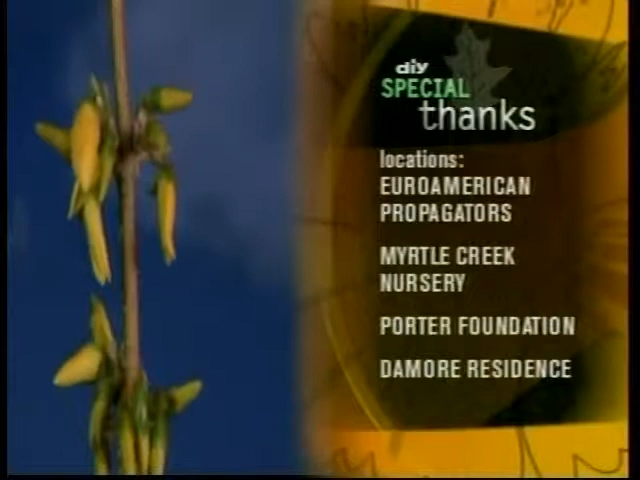 diy
SPECIAL
thanks
locations:
EUROAMERICAN
PROPAGATORS
MYRTLE CREEK
NURSERY
PORTER FOUNDATION
DAMORE RESIDENCE